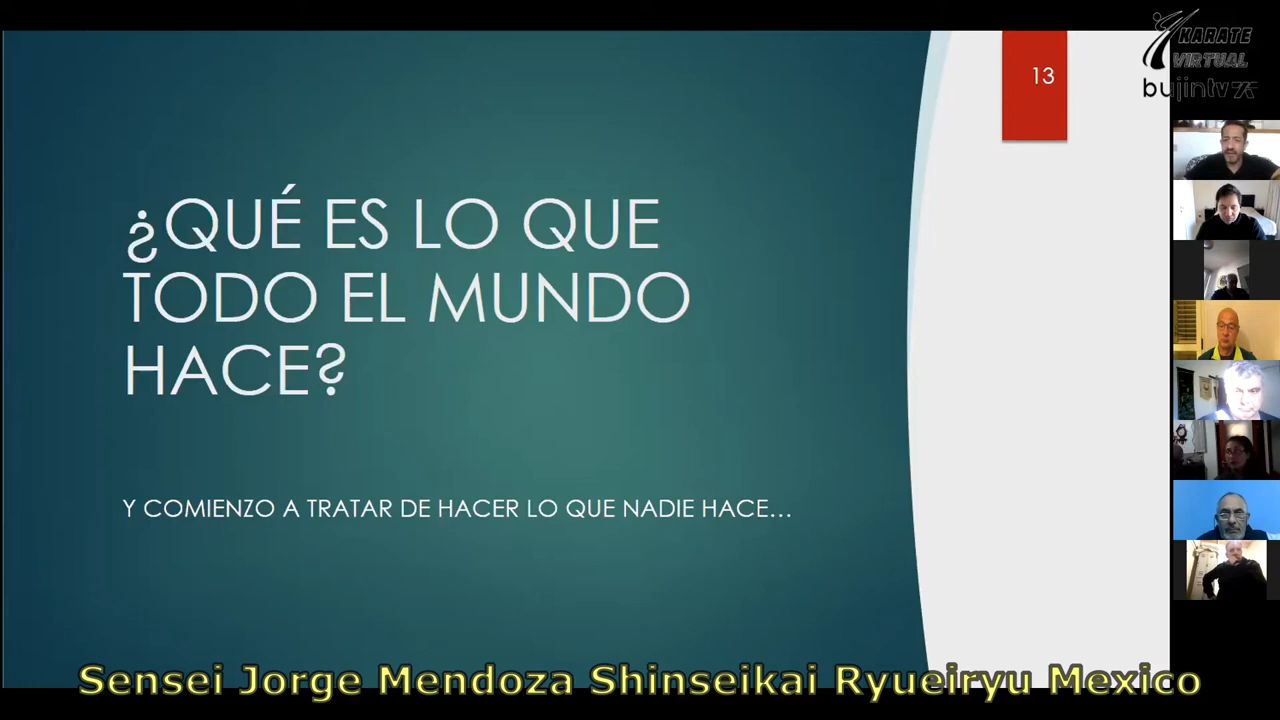 KARATE
VIRTUAL
bujintv
13
¿QUÉ ES LO QUE
TODO EL MUNDO
HACE?
Y COMIENZO A TRATAR DE HACER LO QUE NADIE HACE...
Sensei Jorge Mendoza Shinseikai Ryueiryu Mexico